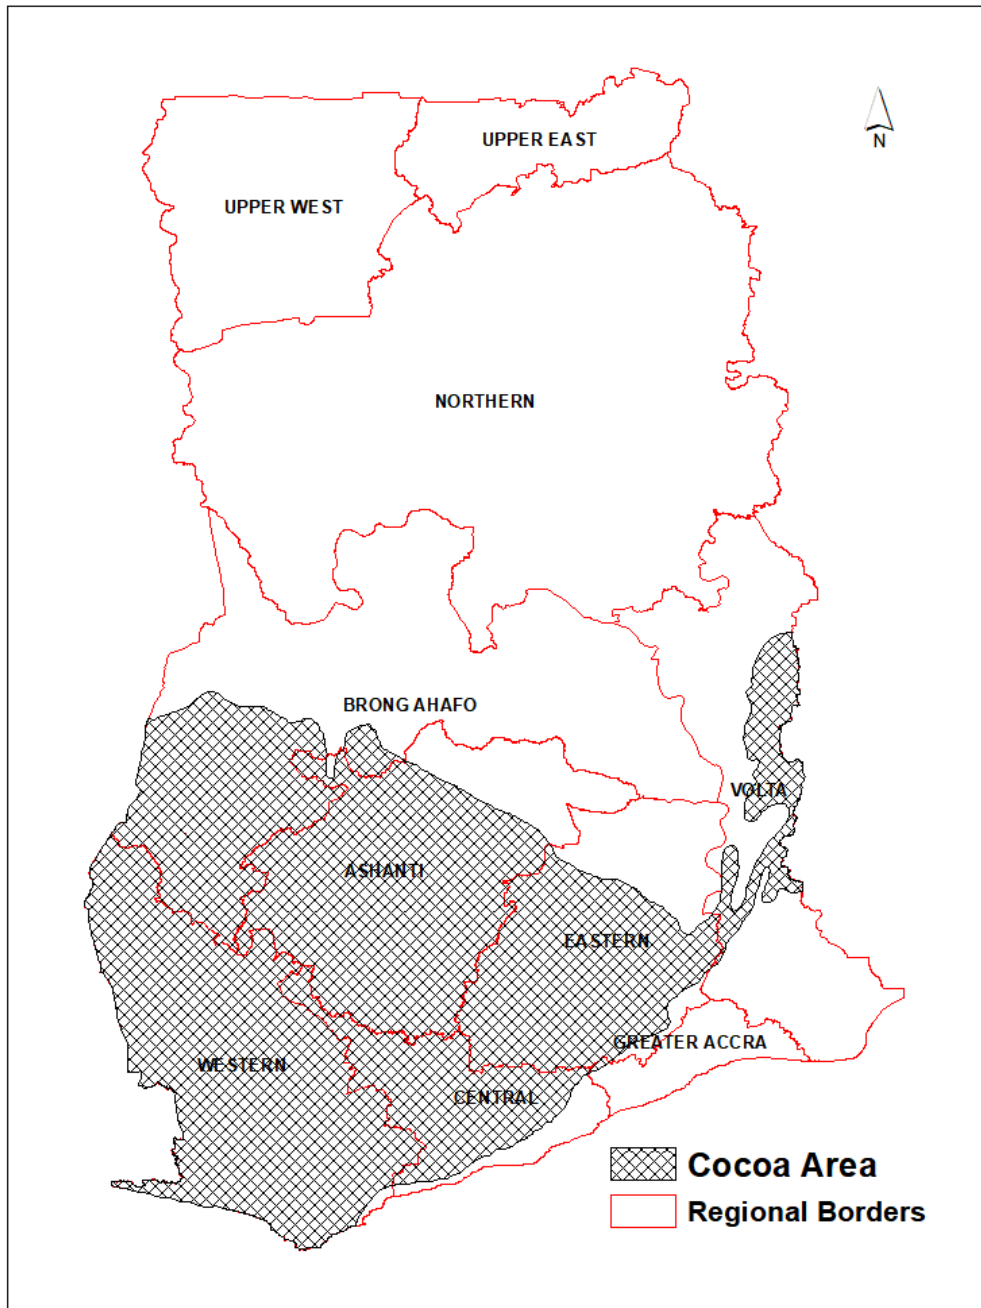 UPPER EAST
N
UPPER WEST
NORTHERN
BRONG AHAFO
VOLTA
ASHANTI
EASTERN
GREATER ACCRA
WESTERN
CENTRAL
Cocoa Area
Regional Borders